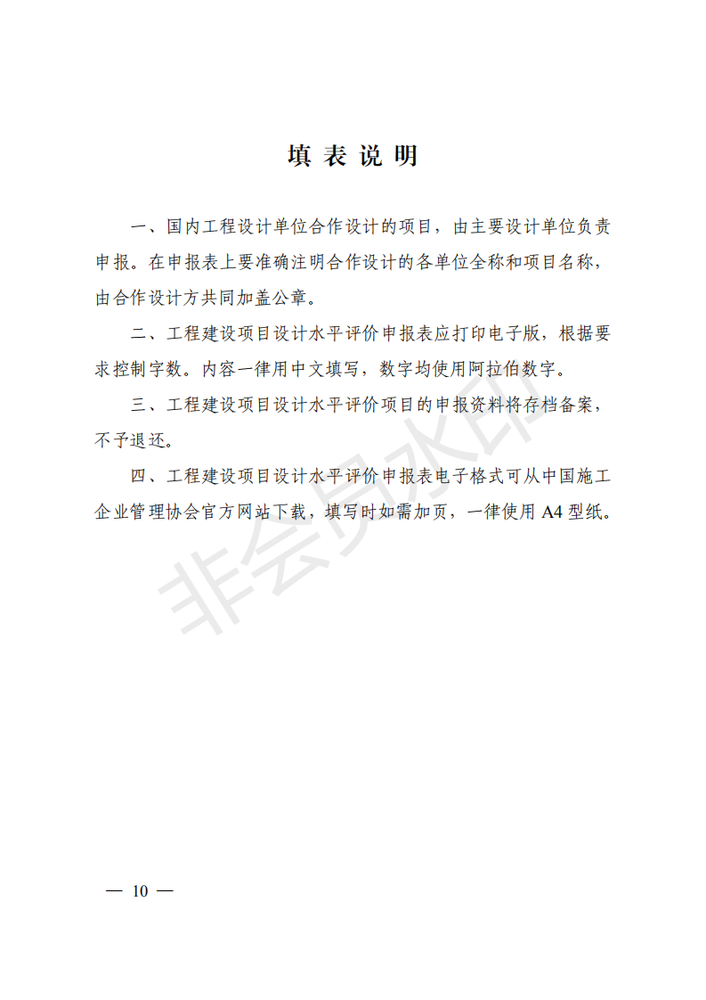 填表说明
一、国内工程设计单位合作设计的项目，由主要设计单位负责
申报。在申报表上要准确注明合作设计的各单位全称和项目名称，
由合作设计方共同加盖公章。
二、工程建设项目设计水平评价申报表应打印电子版，根据要
求控制字数。内容一律用中文填写，数字均使用阿拉伯数字。
三、工程建设项目设计水平评价项目的申报资料将存档备案，
不予退还。
四、工程建设项目设计水平评价申报表电子格式可从中国施工
企业管理协会官方网站下载，填写时如需加页，一律使用 A4 型纸。
非会员水印
— 10 —